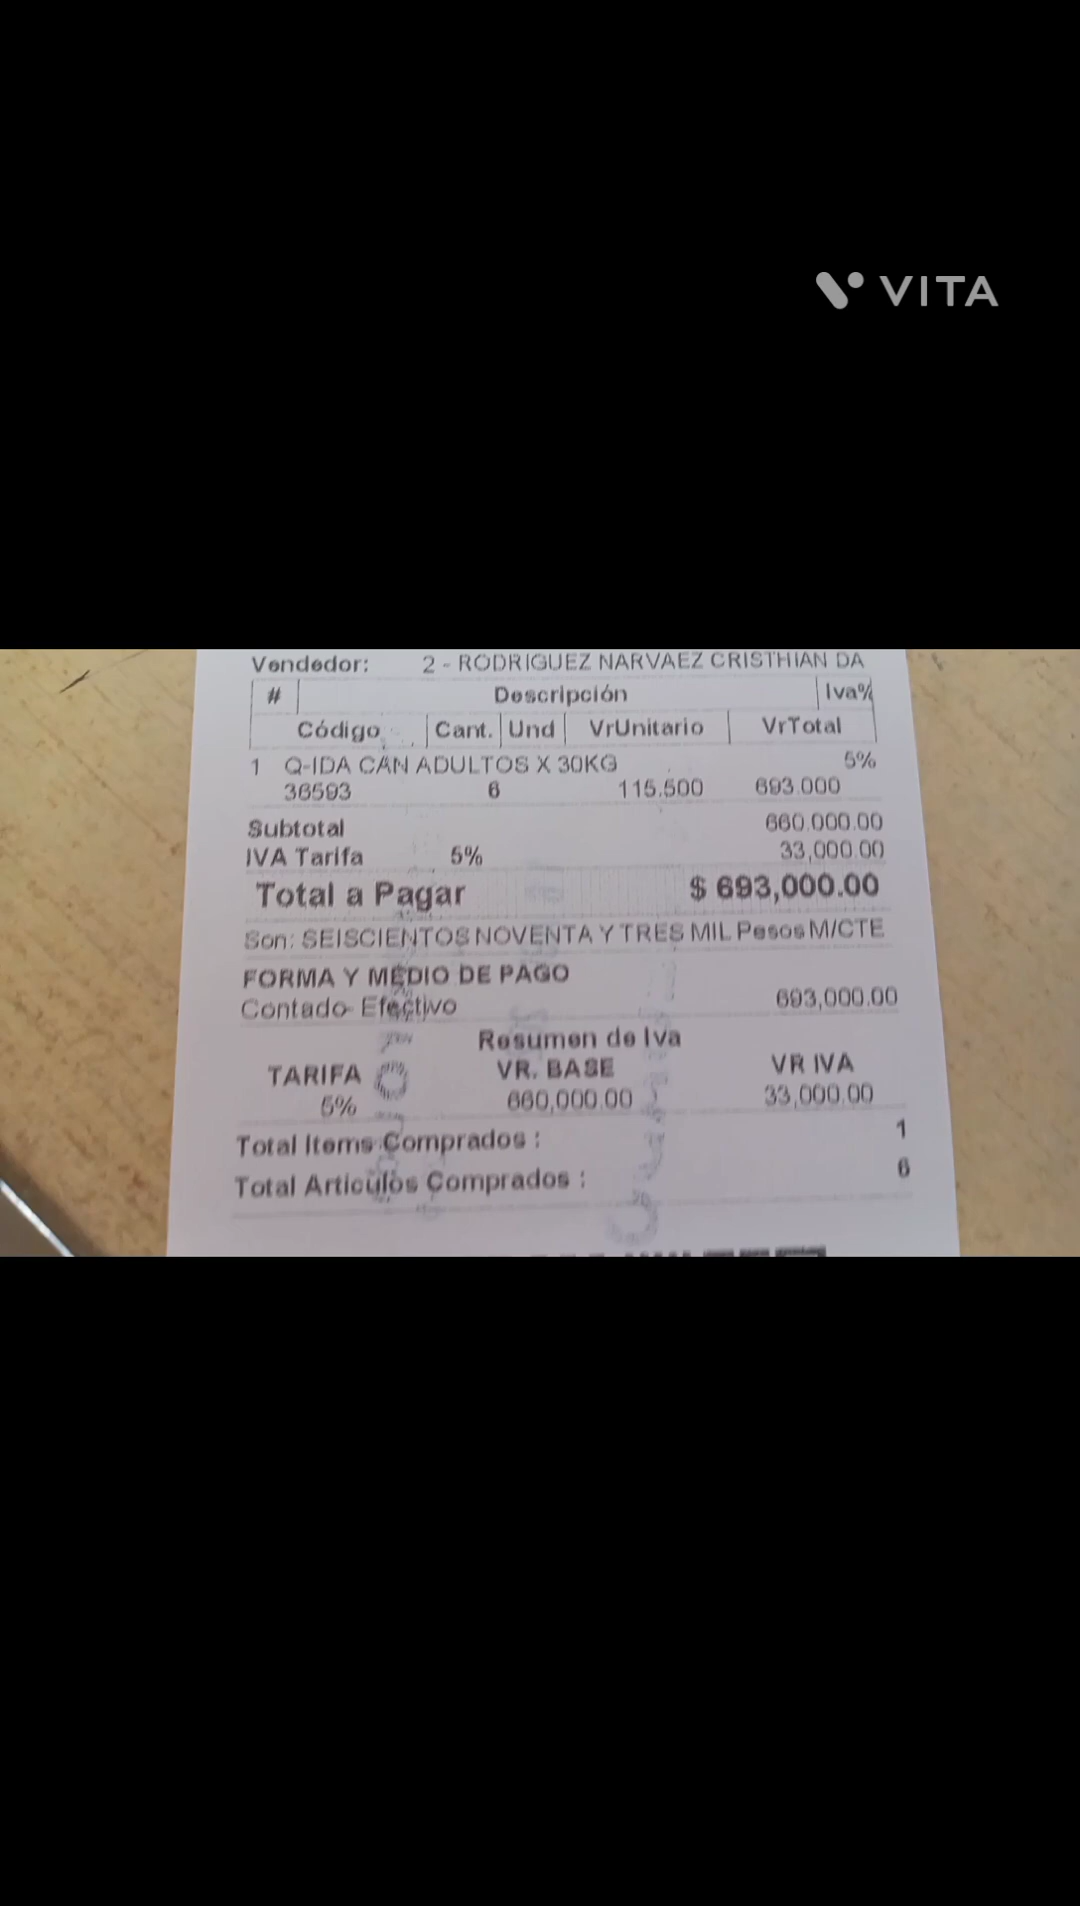 VITA
Vendedor: 2 - RODRIGUEZ NARVAEZ CRISTHIAN DA
# Descripción Iva%
Código Cant. Und VrUnitario VrTotal
1 Q-IDA CAN ADULTOS X 30KG 5%
36593 6 115.500 693.000
Subtotal 660.000.00
IVA Tarifa 5% 33,000.00
Total a Pagar $ 693,000.00
Son: SEISCIENTOS NOVENTA Y TRES MIL Pesos M/CTE
FORMA Y MEDIO DE PAGO
Contado- Efectivo 693,000.00
Resumen de Iva
TARIFA VR. BASE VR IVA
5% 660,000.00 33,000.00
Total Items Comprados : 1
Total Articulos Comprados : 6